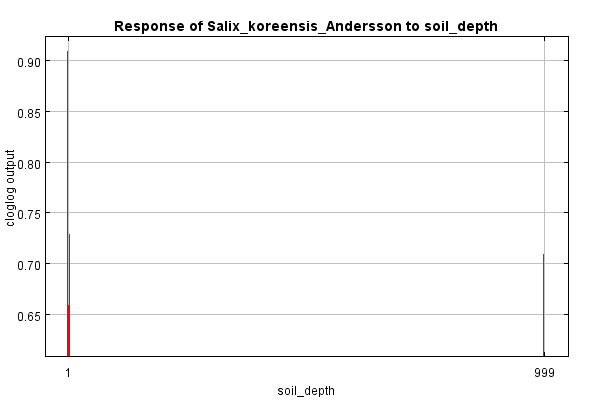 Response of Salix_koreensis_Andersson to soil_depth
cloglog output
0.90
0.85
0.80
0.75
0.70
0.65
1
999
soil_depth